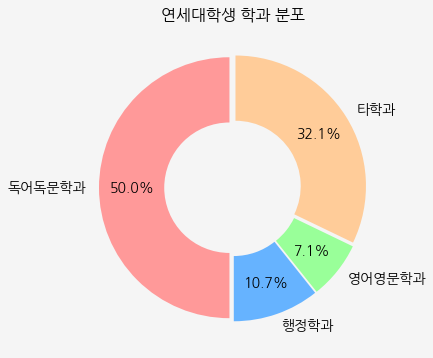 연세대학생 학과 분포
타학과
32.1%
독어독문학과
50.0%
7.1%
영어영문학과
10.7%
행정학과